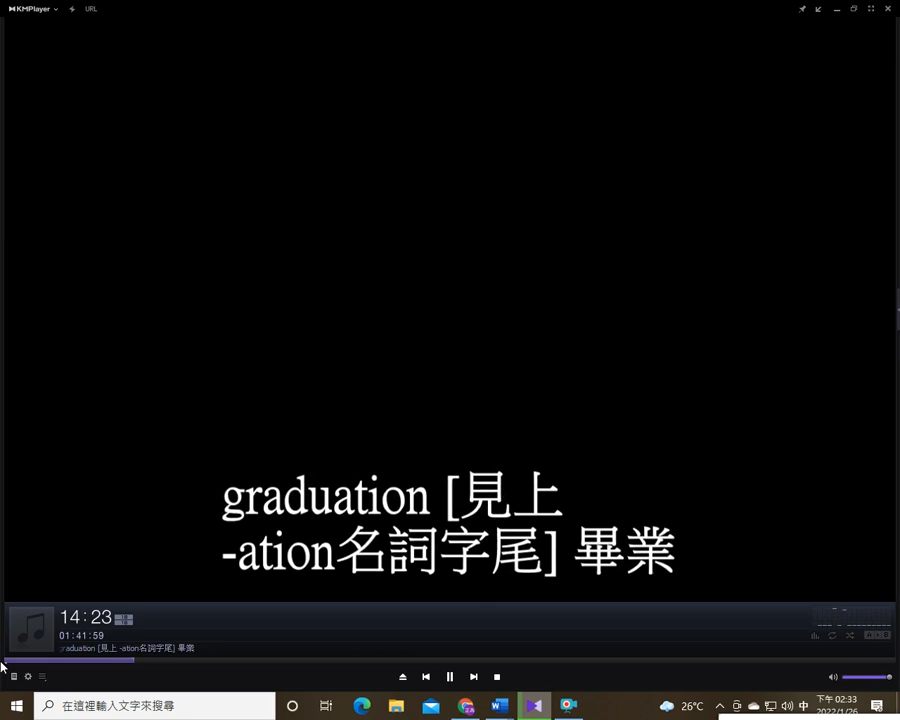 KMPlayer
URL
graduation [見上
-ation名詞字尾] 畢業
14:23
01:41:59
graduation [見上 -ation名詞字尾] 畢業
在這裡輸入文字來搜尋
26°C
中
下午 02:33
2022/1/26